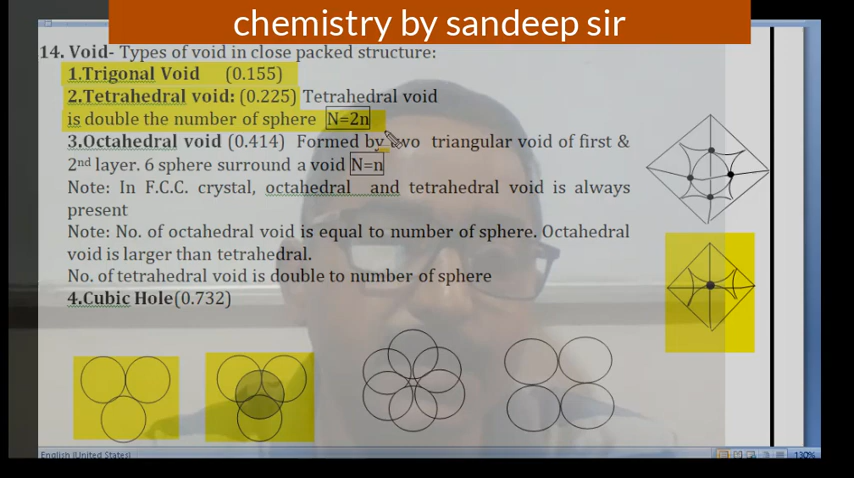 chemistry by sandeep sir
14. Void- Types of void in close packed structure:
1.Trigonal Void (0.155)
2.Tetrahedral void: (0.225) Tetrahedral void
is double the number of sphere N=2n
3.Octahedral void (0.414) Formed by two triangular void of first &
2nd layer. 6 sphere surround a void N=n
Note: In F.C.C. crystal, octahedral and tetrahedral void is always
present
Note: No. of octahedral void is equal to number of sphere. Octahedral
void is larger than tetrahedral.
No. of tetrahedral void is double to number of sphere
4.Cubic Hole(0.732)
English (United States)
130%